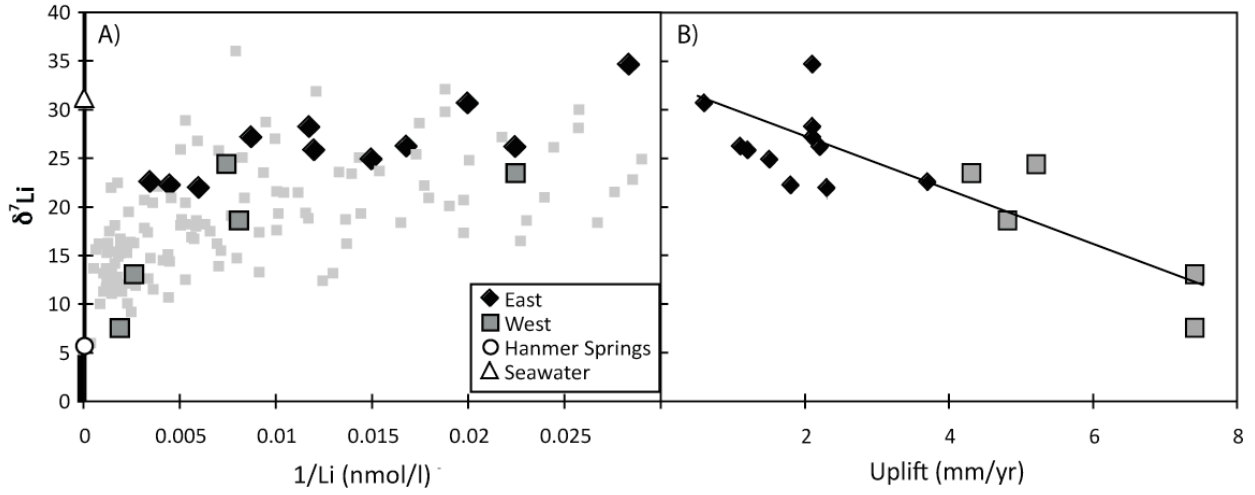 A)
B)
40
35
30
25
20
15
10
5
0
δ⁷Li
East
West
Hanmer Springs
Seawater
0 0.005 0.01 0.015 0.02 0.025
2 4 6 8
1/Li (nmol/l)
Uplift (mm/yr)